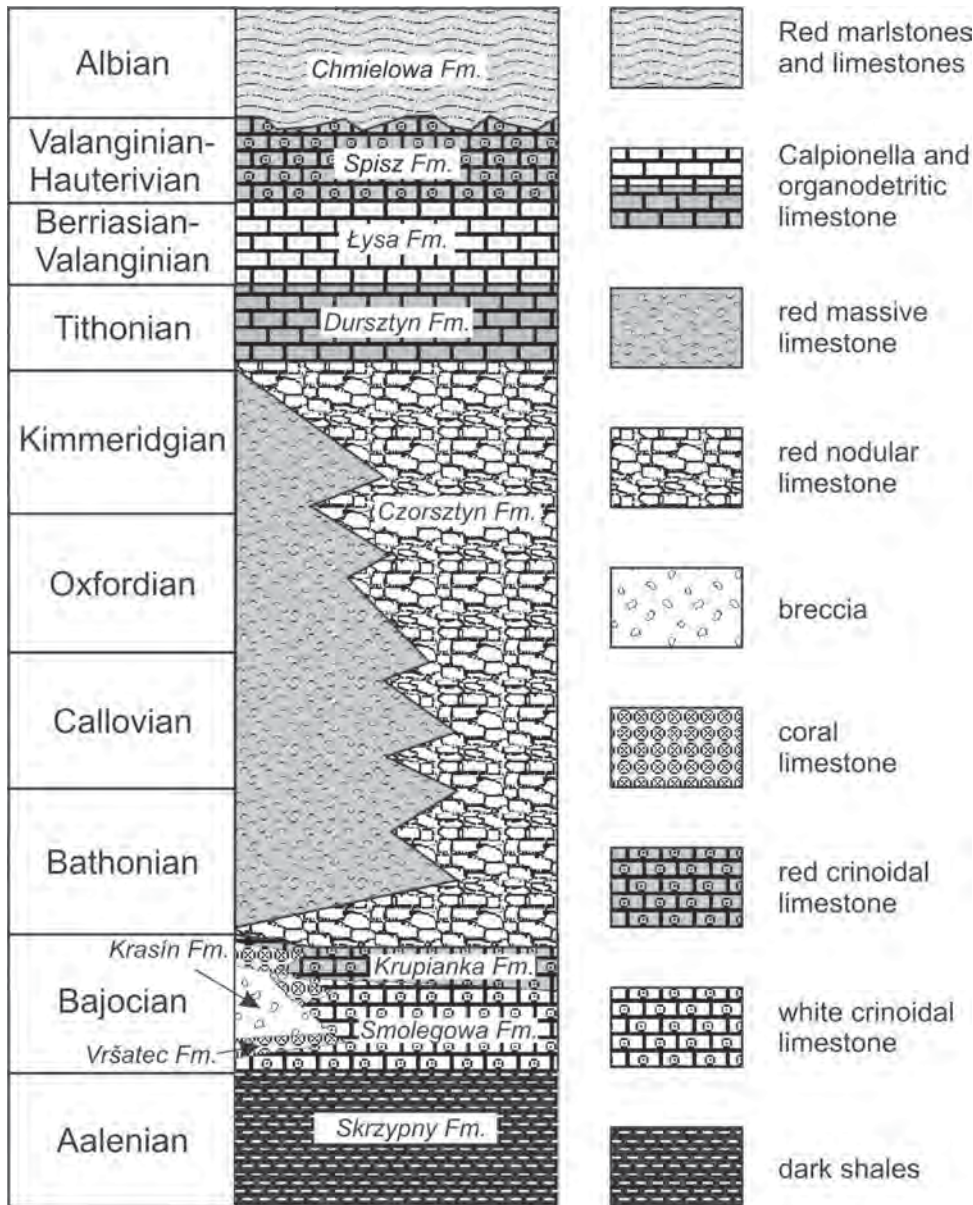 Albian
Valanginian-
Hauterivian
Berriasian-
Valanginian
Tithonian
Kimmeridgian
Oxfordian
Callovian
Bathonian
Krasín Fm.
Bajocian
Vršatec Fm.
Aalenian
Chmielowa Fm.
Spisz Fm.
Łysa Fm.
Dursztyn Fm.
Czorsztyn Fm.
Krupianka Fm.
Smolegowa Fm.
Skrzypny Fm.
Red marlstones
and limestones
Calpionella and
organodetritic
limestone
red massive
limestone
red nodular
limestone
breccia
coral
limestone
red crinoidal
limestone
white crinoidal
limestone
dark shales